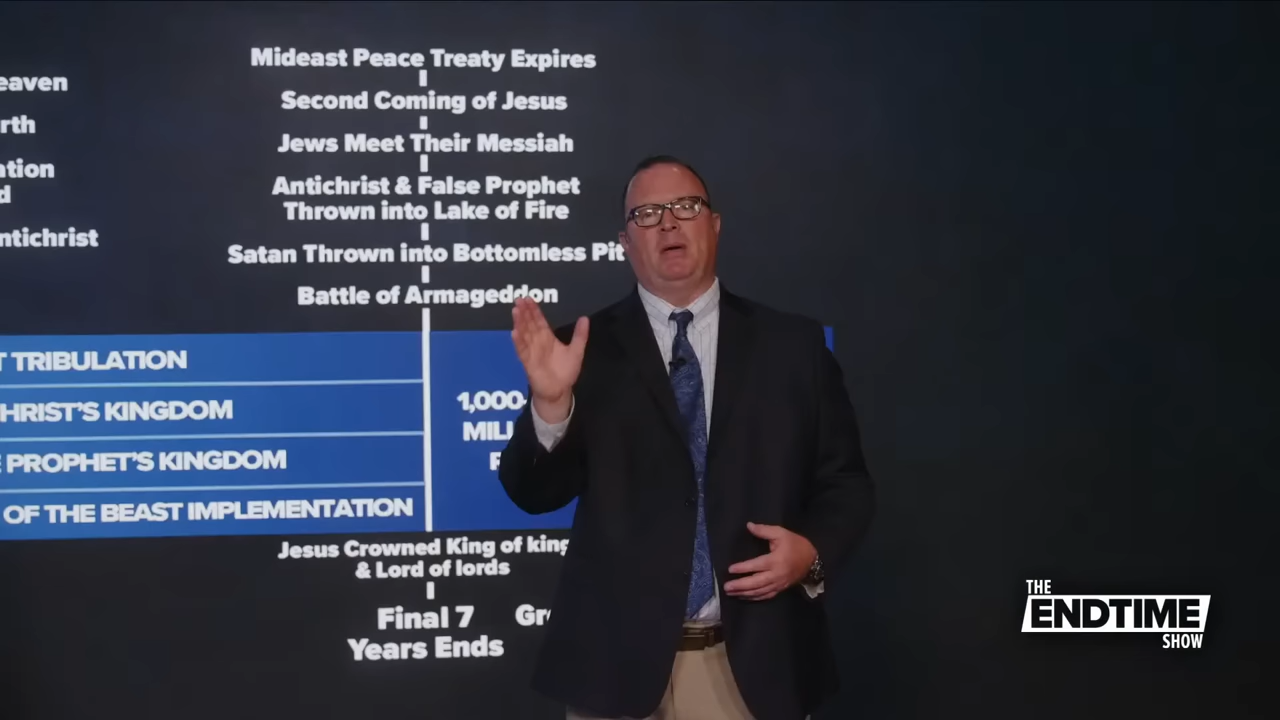 Mideast Peace Treaty Expires
eaven
Second Coming of Jesus
rth
Jews Meet Their Messiah
ation
d
Antichrist & False Prophet
Thrown into Lake of Fire
ntichrist
Satan Thrown into Bottomless Pit
Battle of Armageddon
T TRIBULATION
HRIST'S KINGDOM
E PROPHET'S KINGDOM
OF THE BEAST IMPLEMENTATION
1,000-
MILL
Jesus Crowned King of king
& Lord of lords
Final 7
Years Ends
Gr
THE
ENDTIME
SHOW